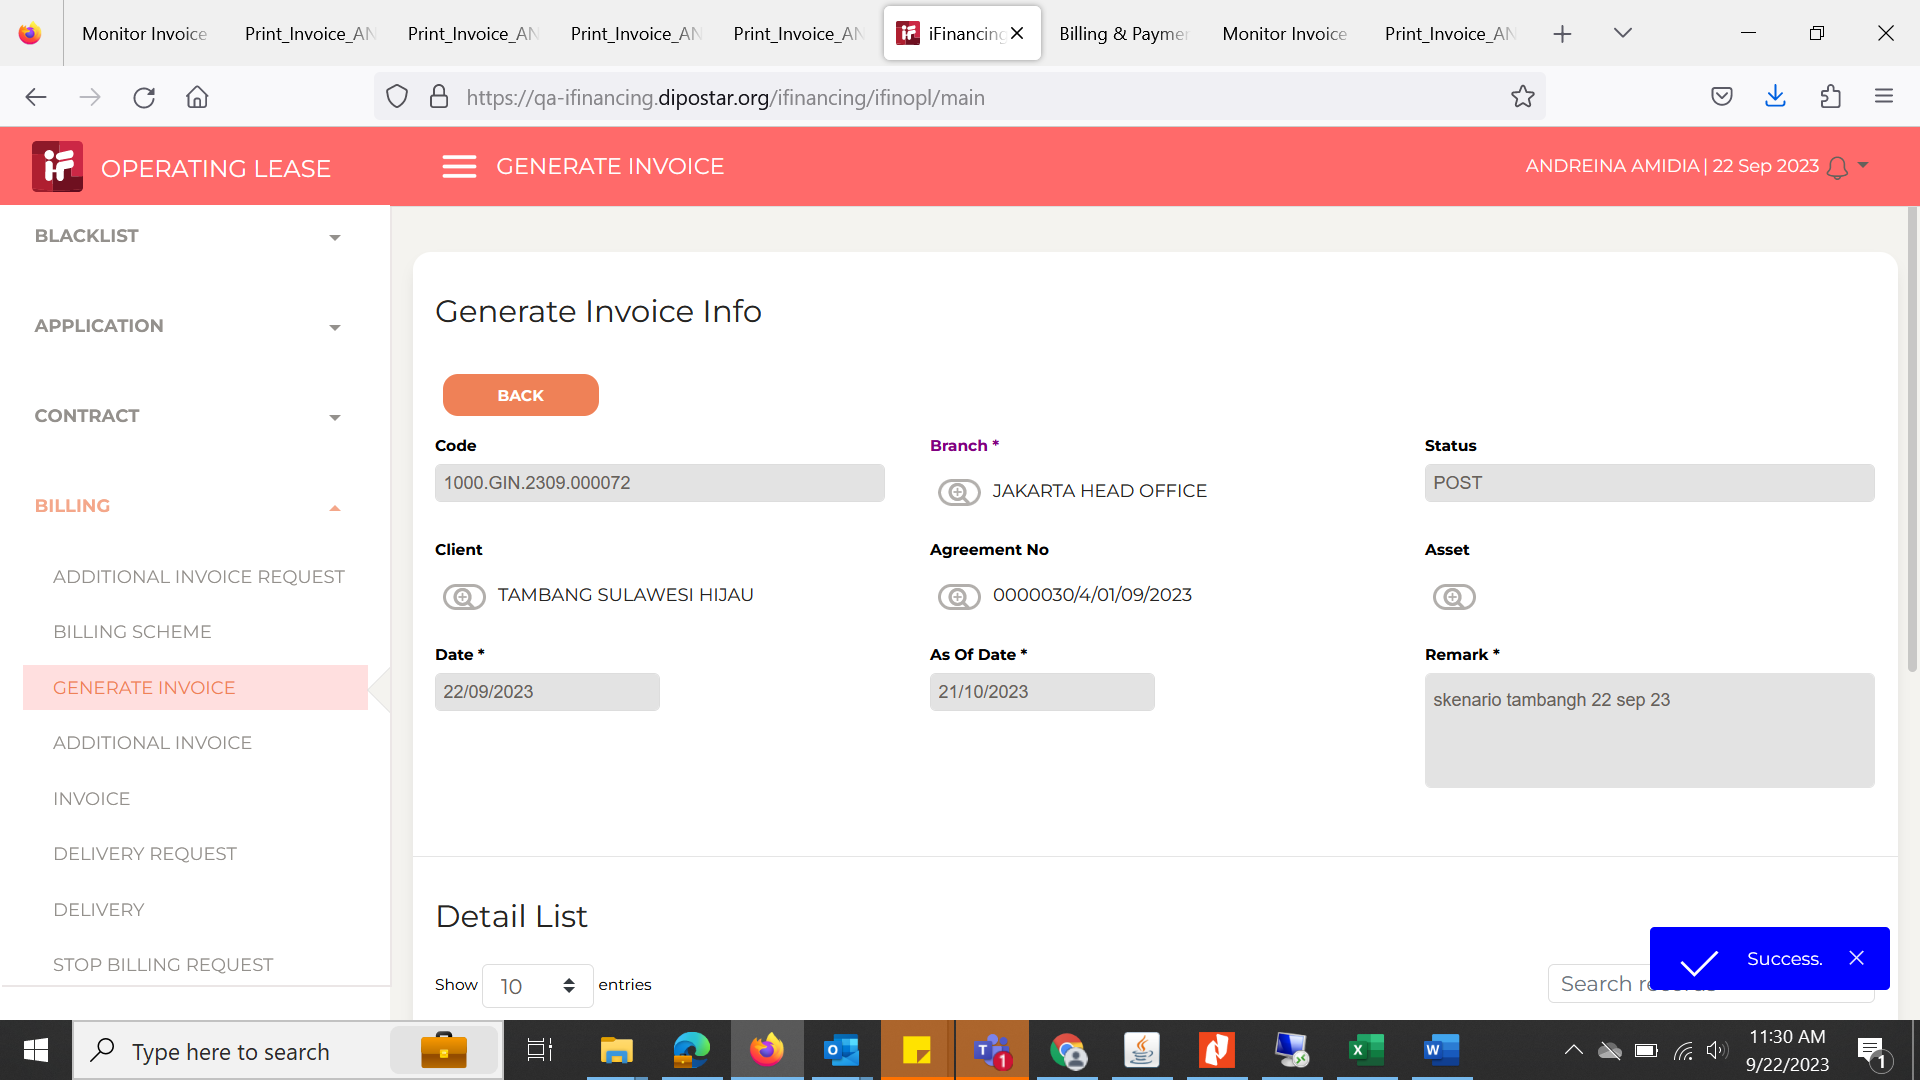 Monitor Invoice
Print_Invoice_AN
Print_Invoice_AN
Print_Invoice_AN
Print_Invoice_AN
iFinancing
Billing & Paymer
Monitor Invoice
Print_Invoice_AN
https://qa-ifinancing.dipostar.org/ifinancing/ifinopl/main
iF OPERATING LEASE
GENERATE INVOICE
ANDREINA AMIDIA | 22 Sep 2023
BLACKLIST
APPLICATION
CONTRACT
BILLING
ADDITIONAL INVOICE REQUEST
BILLING SCHEME
GENERATE INVOICE
ADDITIONAL INVOICE
INVOICE
DELIVERY REQUEST
DELIVERY
STOP BILLING REQUEST
Generate Invoice Info
BACK
Code
Branch *
Status
1000.GIN.2309.000072
JAKARTA HEAD OFFICE
POST
Client
Agreement No
Asset
TAMBANG SULAWESI HIJAU
0000030/4/01/09/2023
Date *
As Of Date *
Remark *
22/09/2023
21/10/2023
skenario tambangh 22 sep 23
Detail List
Show 10 entries
Search records
Success.
Type here to search
1
11:30 AM
9/22/2023
1